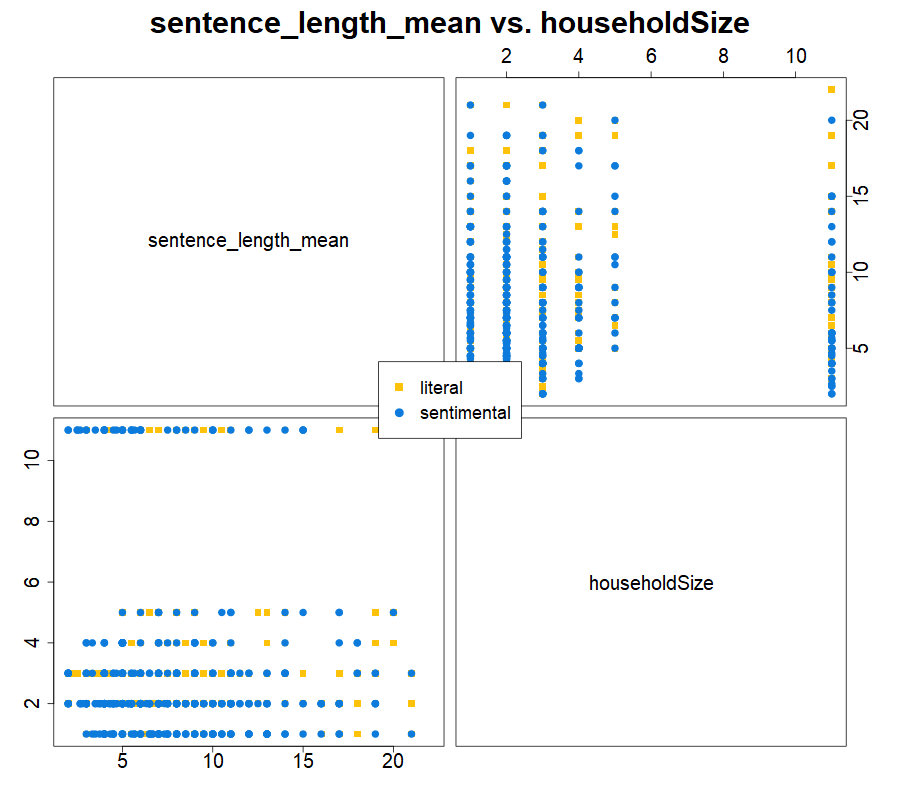 sentence_length_mean vs. householdSize
2 4 6 8 10
sentence_length_mean
5 10 15 20
literal
sentimental
2 4 6 8 10
householdSize
5 10 15 20